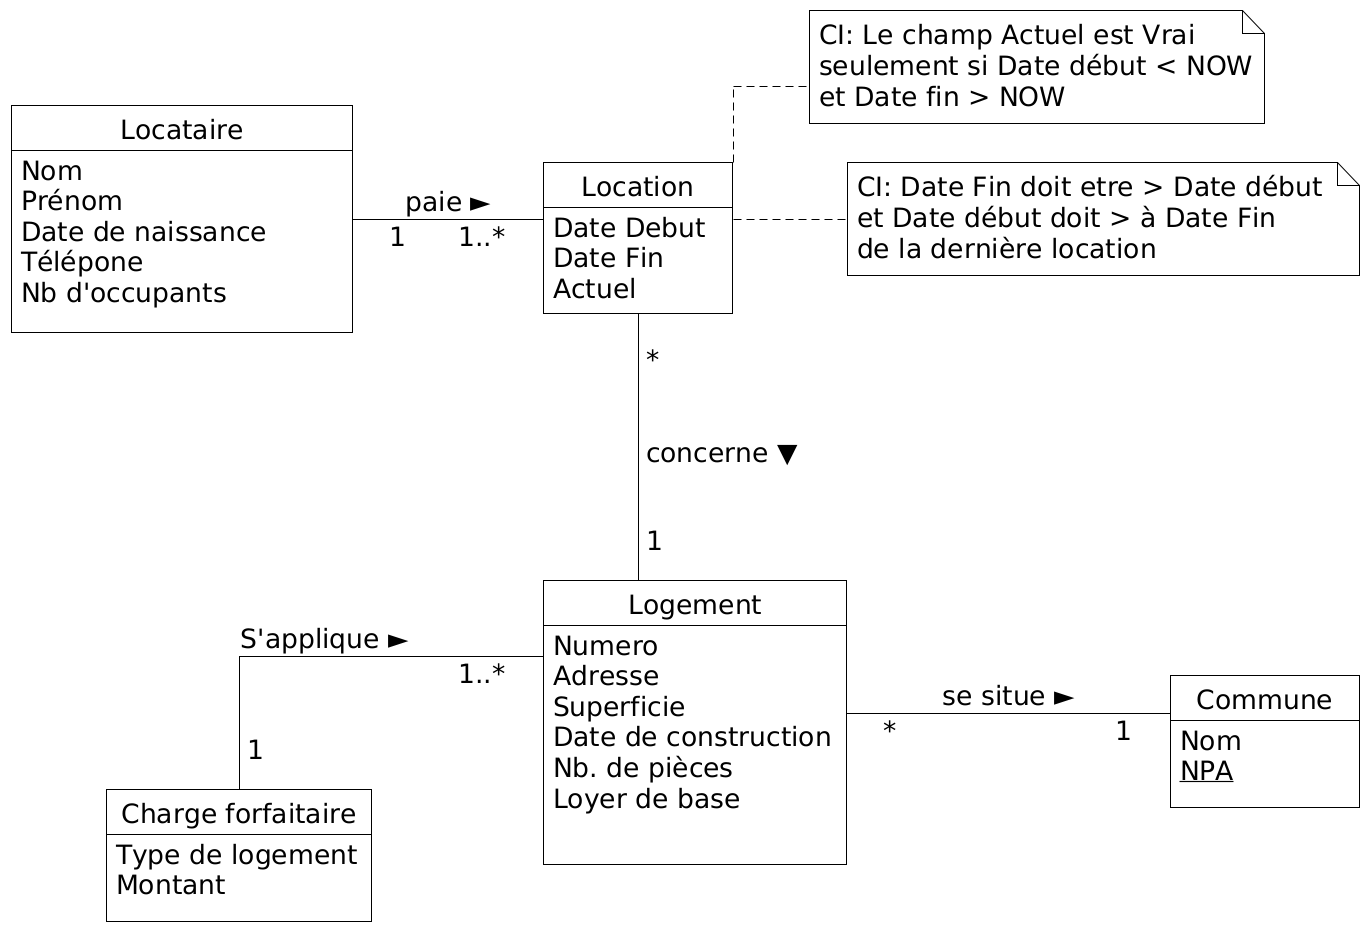 CI: Le champ Actuel est Vrai
seulement si Date début < NOW
et Date fin > NOW
Locataire
Nom
Prénom
Date de naissance
Télépone
Nb d'occupants
paie ►
1
1..*
Location
Date Debut
Date Fin
Actuel
CI: Date Fin doit etre > Date début
et Date début doit > à Date Fin
de la dernière location
*
concerne ▼
1
Logement
Numero
Adresse
Superficie
Date de construction
Nb. de pièces
Loyer de base
S'applique ►
1..*
1
Charge forfaitaire
Type de logement
Montant
se situe ►
*
1
Commune
Nom
NPA